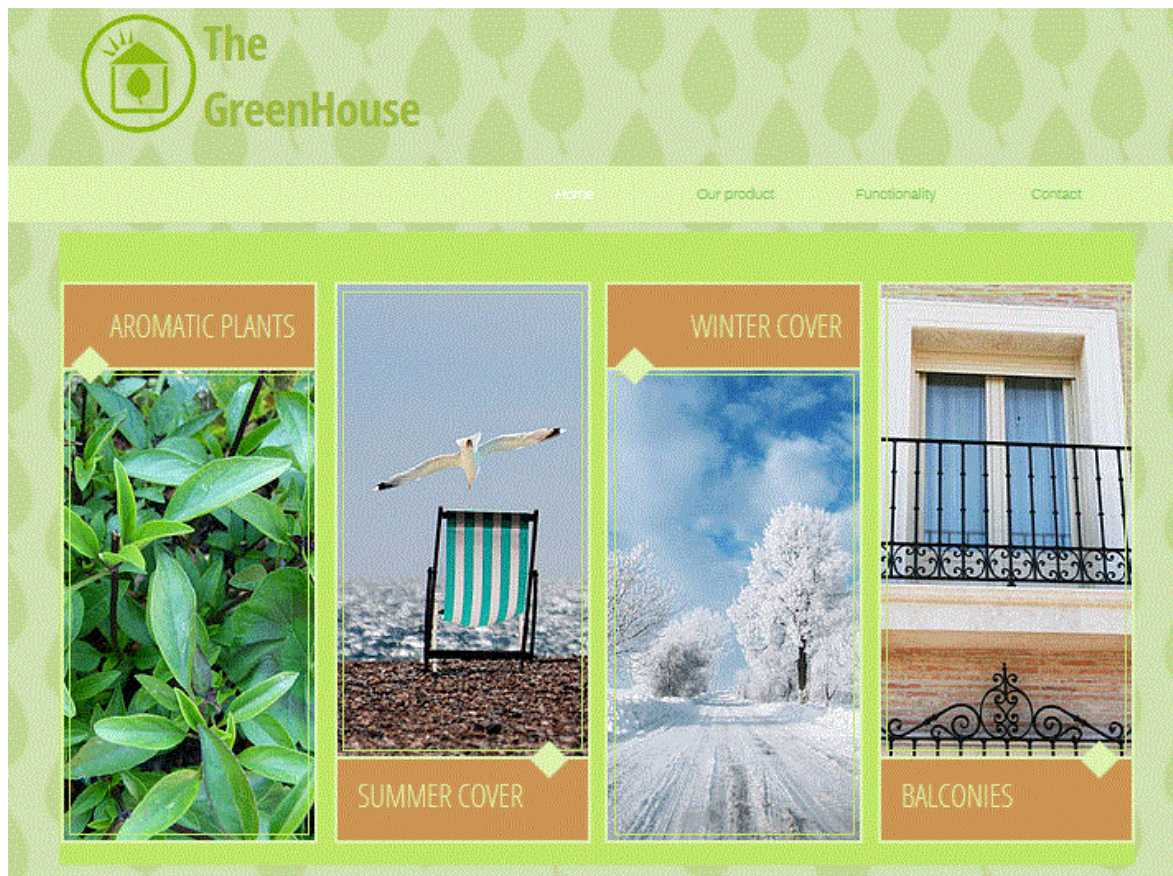 The
GreenHouse
Home
Our product
Functionality
Contact
AROMATIC PLANTS
WINTER COVER
SUMMER COVER
BALCONIES